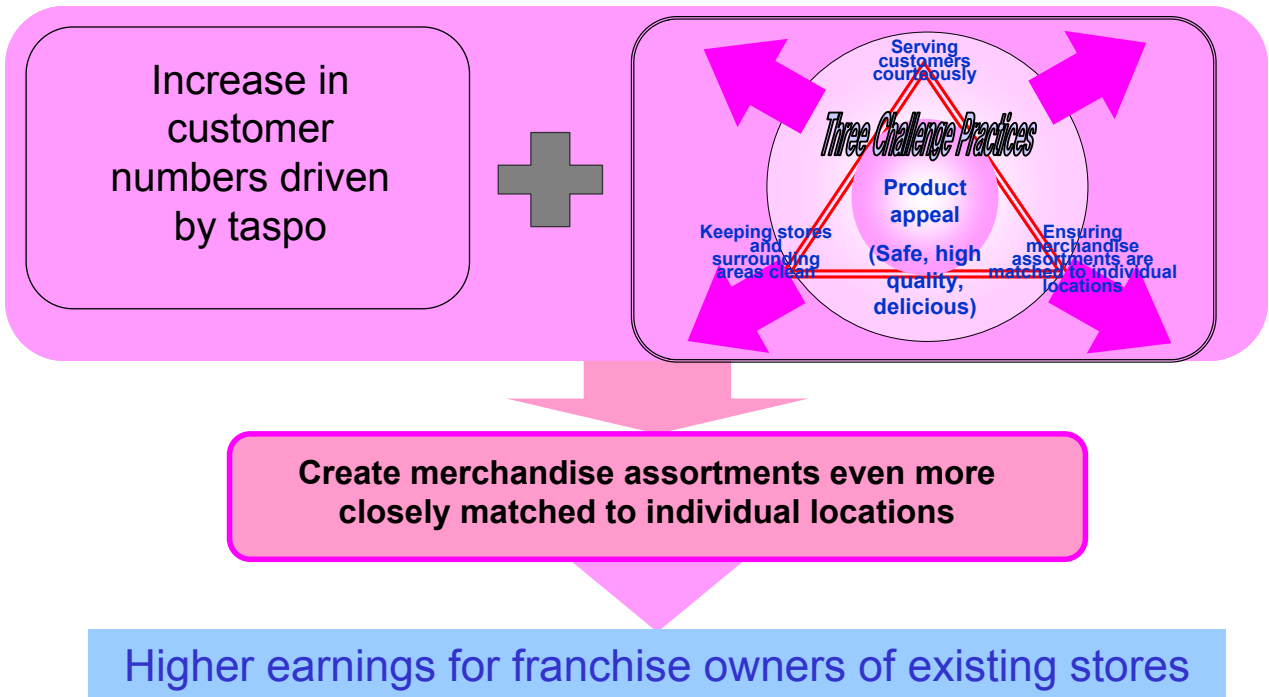 Increase in
customer
numbers driven
by taspo
Serving
customers
courteously
Three Challenge Practices
Product
appeal
(Safe, high
quality,
delicious)
Keeping stores
and
surrounding
areas clean
Ensuring
merchandise
assortments are
matched to individual
locations
Create merchandise assortments even more
closely matched to individual locations
Higher earnings for franchise owners of existing stores